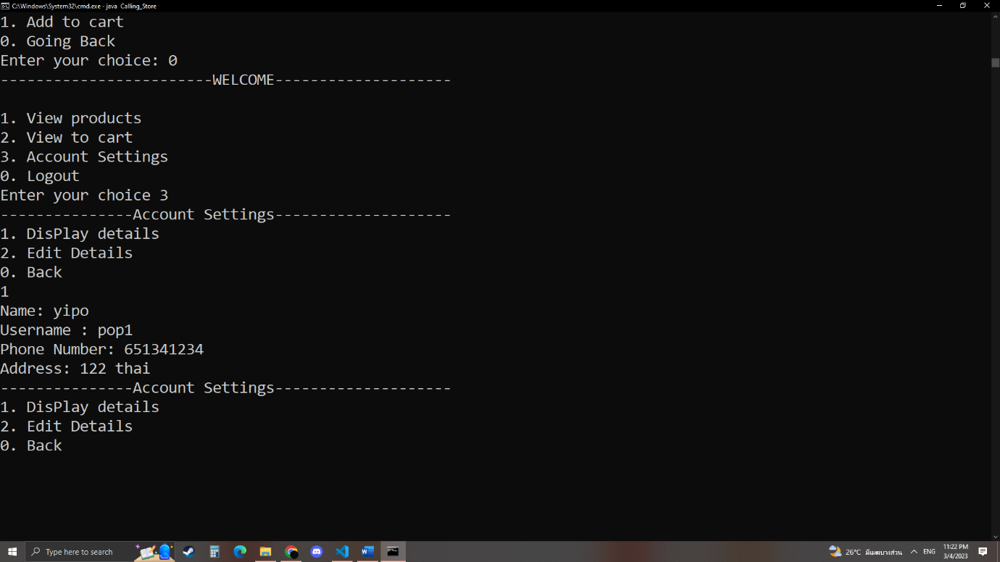 C:\Windows\System32\cmd.exe - java  Calling_Store
1. Add to cart
0. Going Back
Enter your choice: 0
------------------------WELCOME--------------------
1. View products
2. View to cart
3. Account Settings
0. Logout
Enter your choice 3
---------------Account Settings--------------------
1. DisPlay details
2. Edit Details
0. Back
1
Name: yipo
Username : pop1
Phone Number: 651341234
Address: 122 thai
---------------Account Settings--------------------
1. DisPlay details
2. Edit Details
0. Back
Type here to search
26°C มีเมฆบางส่วน
ENG
11:22 PM
3/4/2023